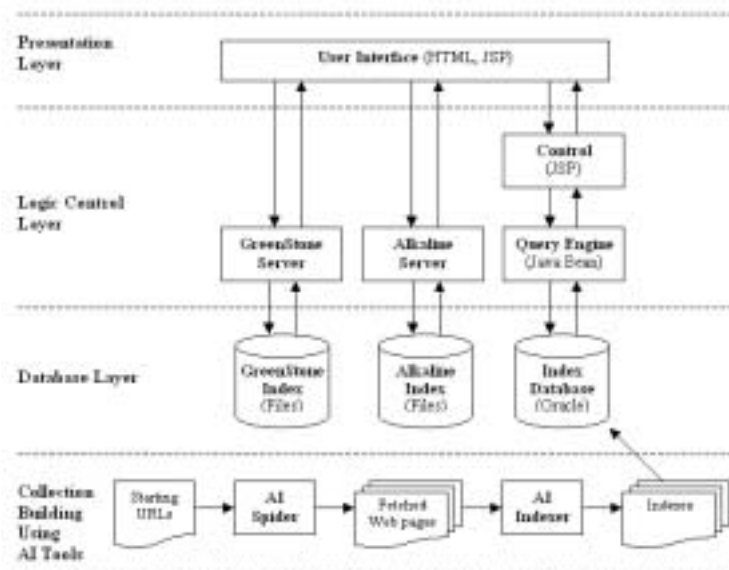 Presentation
Layer
User Interface (HTML, JSP)
Control
(JSP)
Logic Control
Layer
GreenStone
Server
Alkaline
Server
Query Engine
(Java Bean)
Database Layer
GreenStone
Index
(Files)
Alkaline
Index
(Files)
Index
Database
(Oracle)
Collection
Building
Using
AI Tools
Starting
URLs
AI
Spider
Fetched
Web pages
AI
Indexer
Indexes